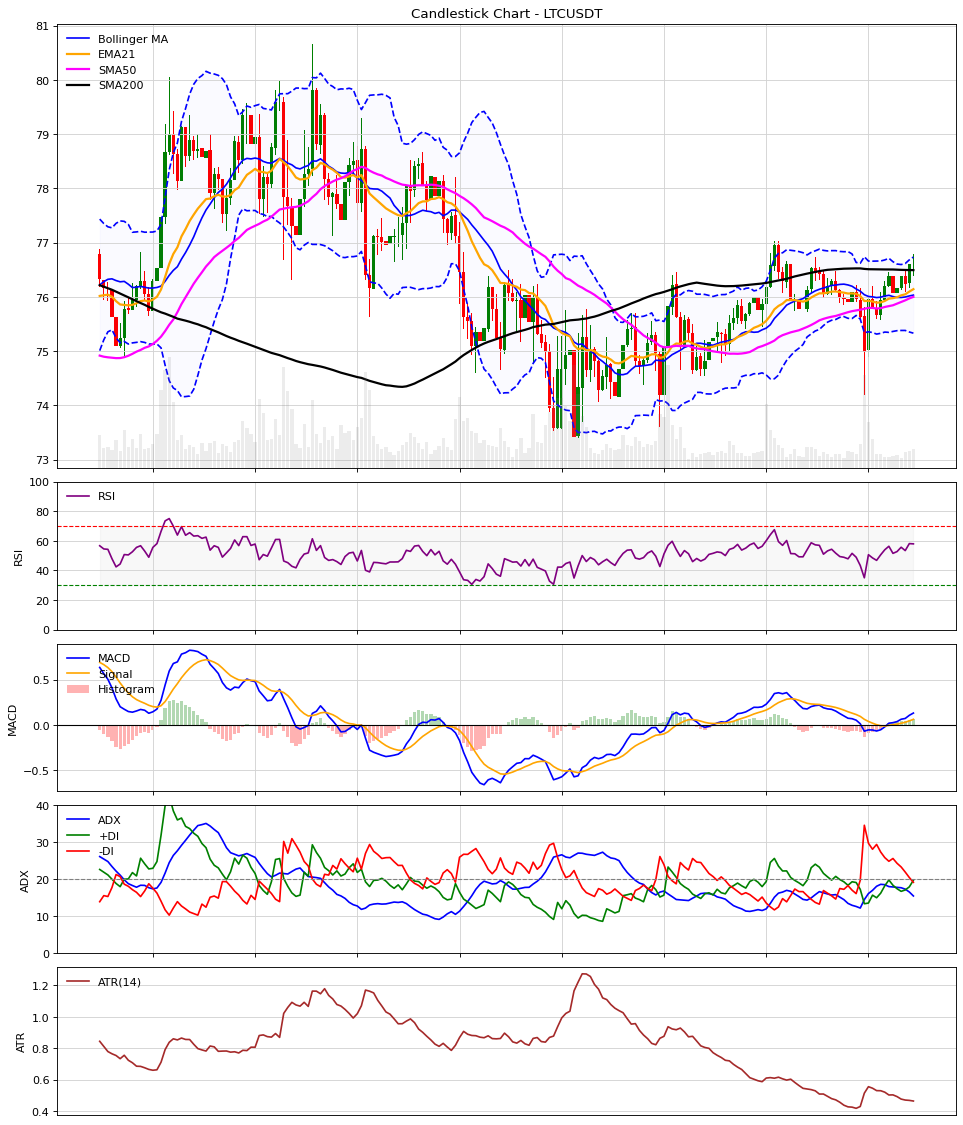 Candlestick Chart - LTCUSDT
81
80
79
78
77
76
75
74
73
Bollinger MA
EMA21
SMA50
SMA200
100
80
60
40
20
0
RSI
RSI
0.5
0.0
−0.5
MACD
MACD
Signal
Histogram
40
30
20
10
0
ADX
ADX
+DI
-DI
1.2
1.0
0.8
0.6
0.4
ATR
ATR(14)